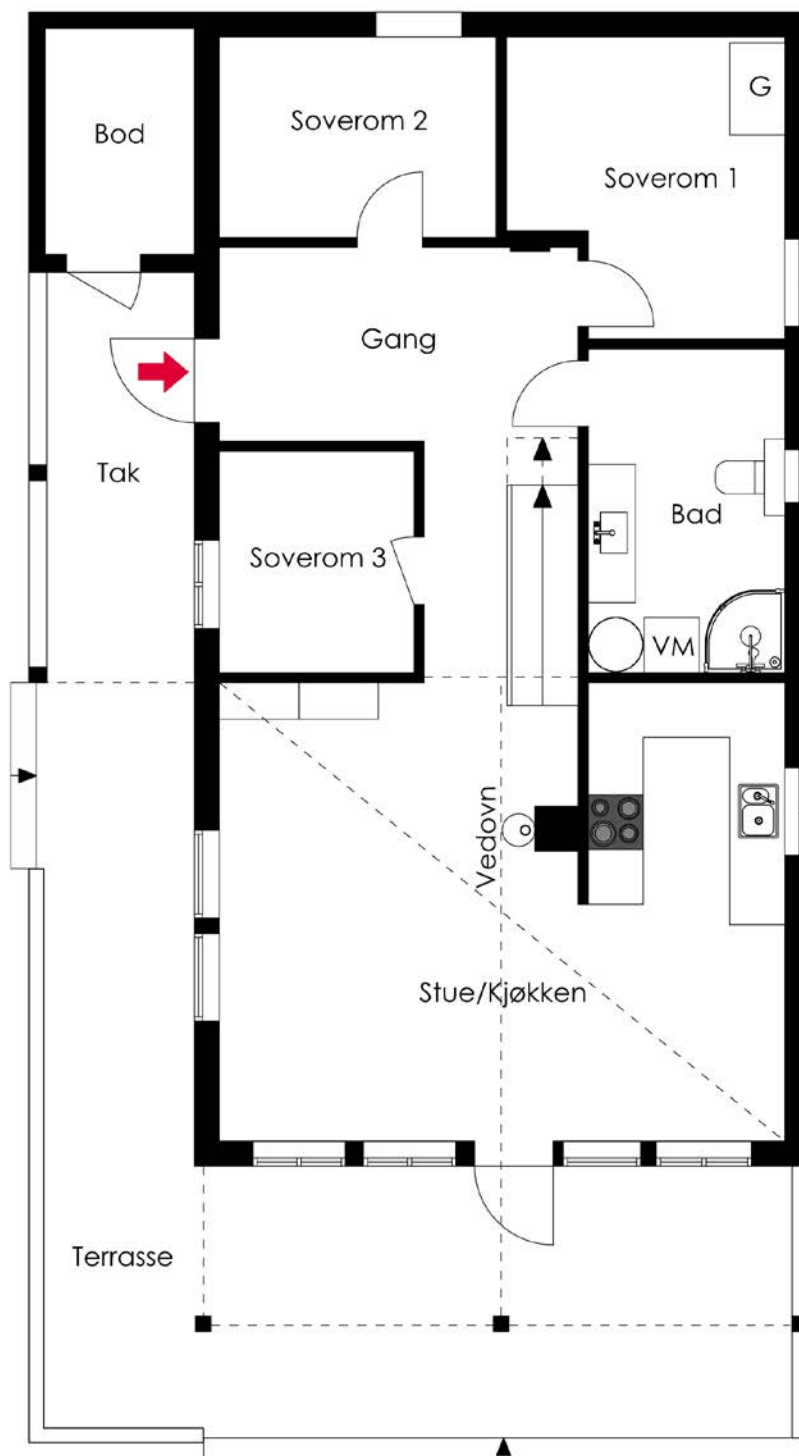 G
Soverom 2
Bod
Soverom 1
Gang
Tak
Bad
Soverom 3
VM
Vedovn
Stue/Kjøkken
Terrasse